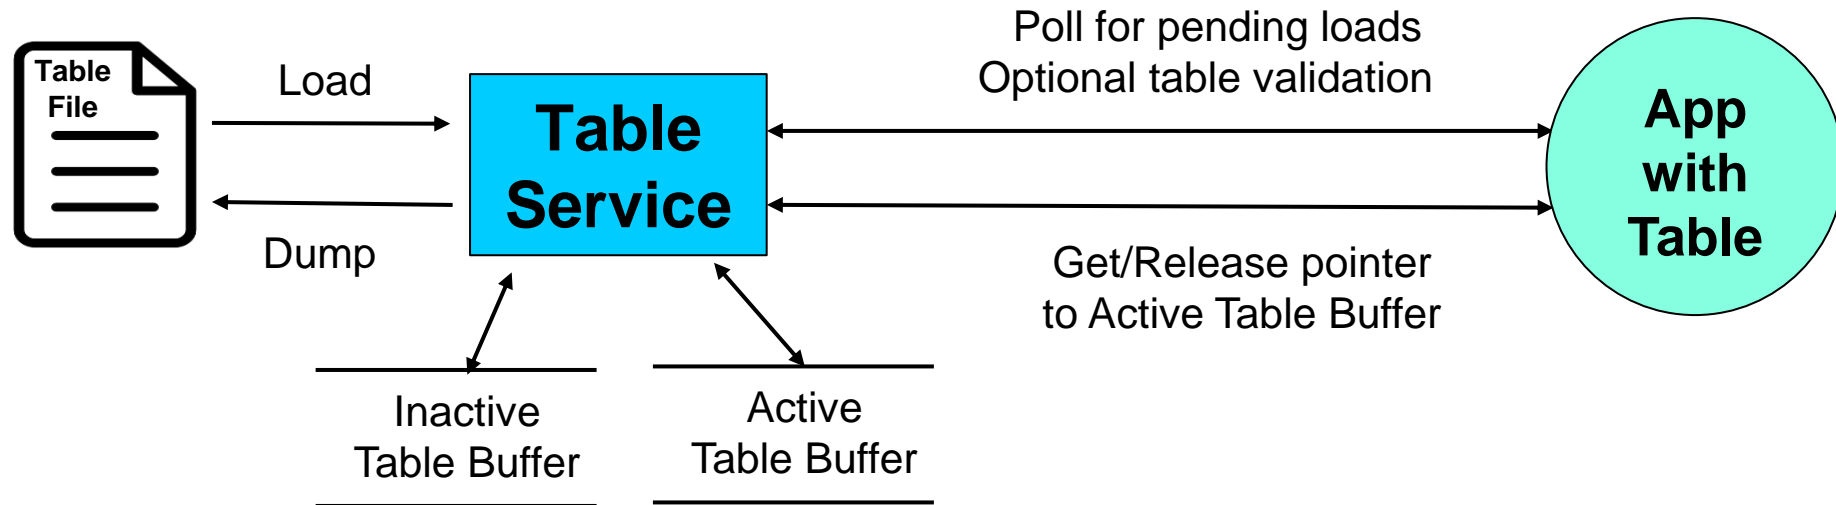 Table
File
Load
Dump
Table
Service
Poll for pending loads
Optional table validation
Get/Release pointer
to Active Table Buffer
App
with
Table
Inactive
Table Buffer
Active
Table Buffer